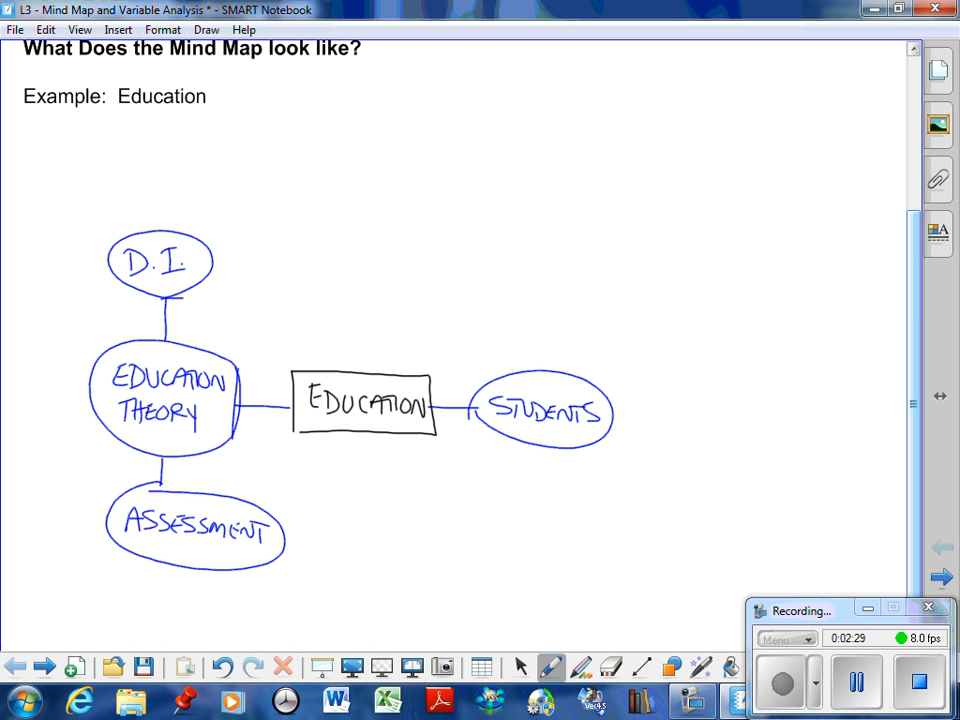 L3 - Mind Map and Variable Analysis * - SMART Notebook
File Edit View Insert Format Draw Help
What Does the Mind Map look like?
Example: Education
D.I.
EDUCATION
THEORY
EDUCATION
STUDENTS
ASSESSMENT
Recording...
Menu
0:02:29
8.0 fps